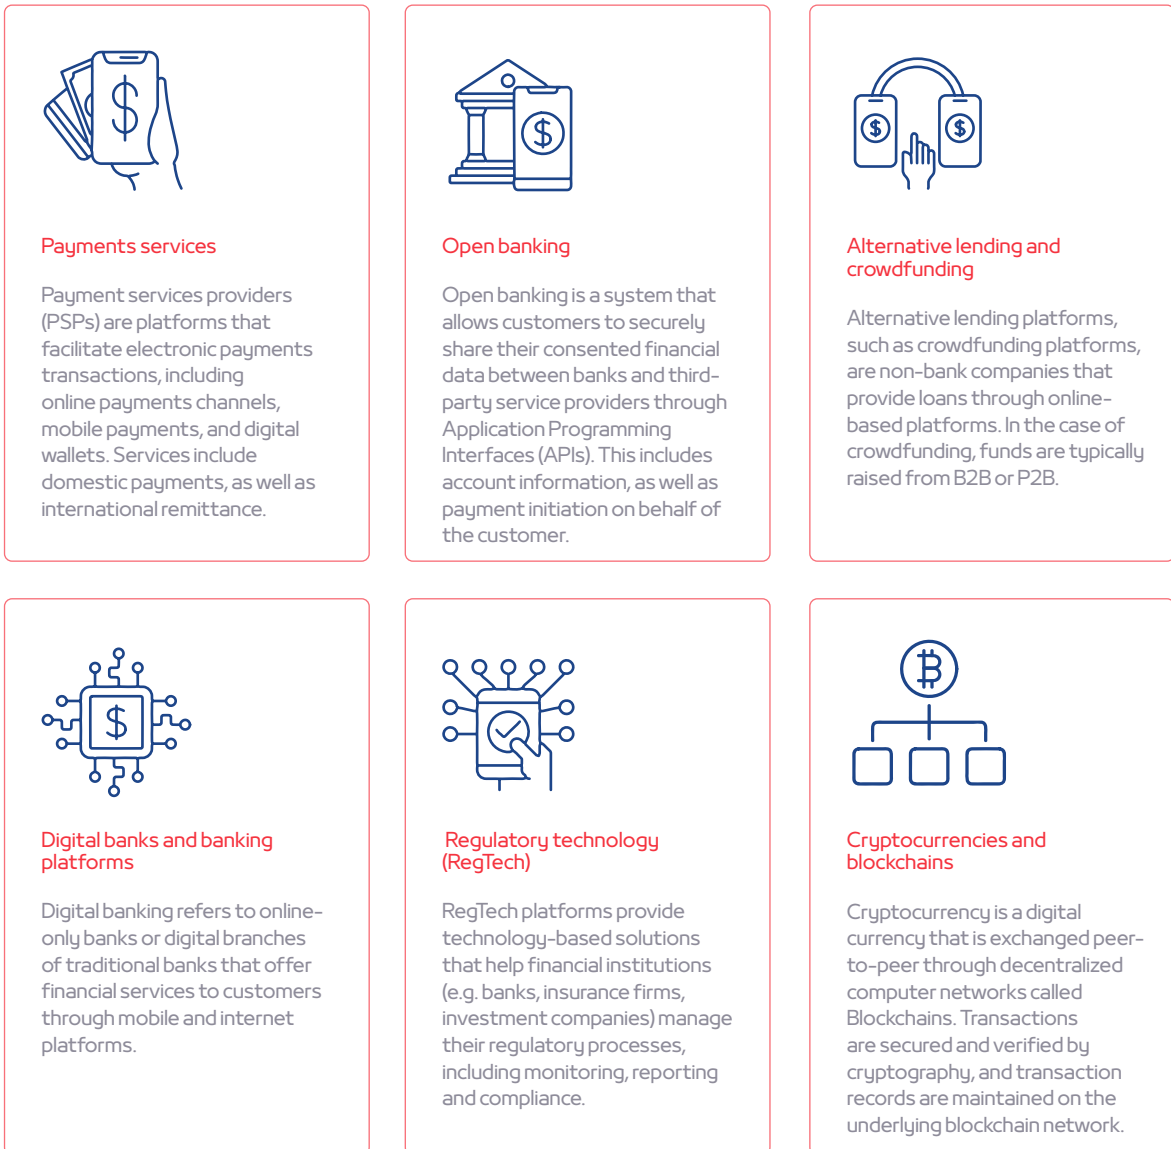 Payments services
Payment services providers
(PSPs) are platforms that
facilitate electronic payments
transactions, including
online payments channels,
mobile payments, and digital
wallets. Services include
domestic payments, as well as
international remittance.
Open banking
Open banking is a system that
allows customers to securely
share their consented financial
data between banks and third-
party service providers through
Application Programming
Interfaces (APIs). This includes
account information, as well as
payment initiation on behalf of
the customer.
Alternative lending and
crowdfunding
Alternative lending platforms,
such as crowdfunding platforms,
are non-bank companies that
provide loans through online-
based platforms. In the case of
crowdfunding, funds are typically
raised from B2B or P2B.
Digital banks and banking
platforms
Digital banking refers to online-
only banks or digital branches
of traditional banks that offer
financial services to customers
through mobile and internet
platforms.
Regulatory technology
(RegTech)
RegTech platforms provide
technology-based solutions
that help financial institutions
(e.g. banks, insurance firms,
investment companies) manage
their regulatory processes,
including monitoring, reporting
and compliance.
Cryptocurrencies and
blockchains
Cryptocurrency is a digital
currency that is exchanged peer-
to-peer through decentralized
computer networks called
Blockchains. Transactions
are secured and verified by
cryptography, and transaction
records are maintained on the
underlying blockchain network.